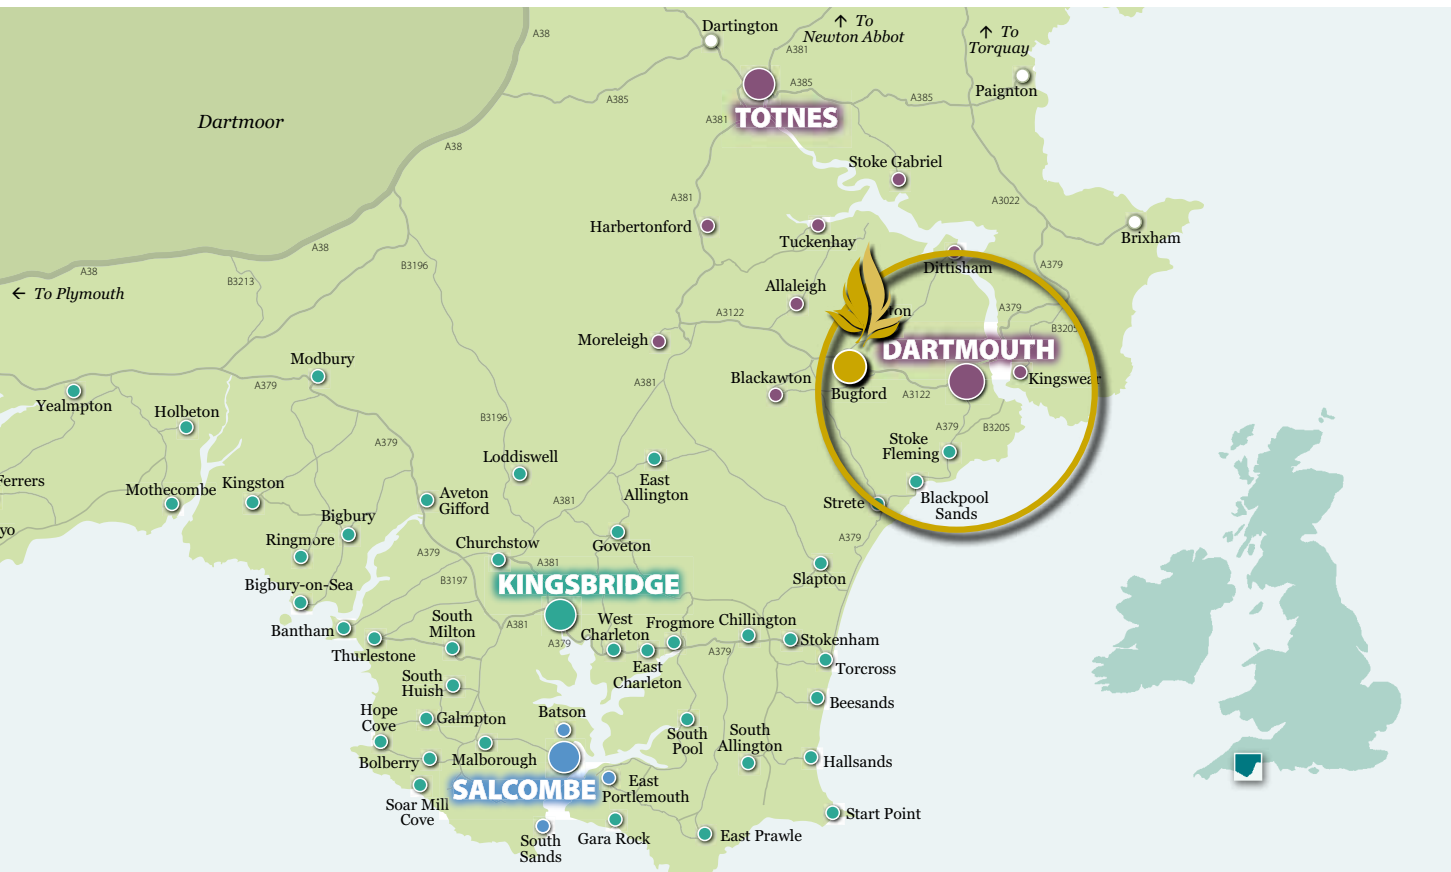 Dartington
To
Newton Abbot
To
Torquay
A38
A381
A385
A385
A385
Paignton
TOTNES
A381
Dartmoor
A38
Stoke Gabriel
A381
A3022
Harbertonford
Tuckenhay
Brixham
A38
A38
B3213
B3196
To Plymouth
Dittisham
A379
Allaleigh
A3122
ton
A379
B3205
Moreleigh
DARTMOUTH
Modbury
A379
Yealmpton
Holbeton
A381
Blackawton
Bugford
A3122
Kingswear
B3196
A379
A379
B3205
Stoke
Fleming
Loddiswell
East
Allington
Ferrers
Mothecombe
Kingston
Aveton
Gifford
A381
Strete
Blackpool
Sands
yo
Bigbury
Ringmore
A379
Churchstow
Goveton
A379
A381
Slapton
Bigbury-on-Sea
B3197
KINGSBRIDGE
Bantham
South
Milton
A381
A379
West
Charleton
Frogmore
Chillington
A379
Stokenham
Thurlestone
East
Charleton
Torcross
South
Huish
Beesands
Hope
Cove
Galmpton
Batson
South
Pool
South
Allington
Bolberry
Malborough
Hallsands
SALCOMBE
East
Portlemouth
Soar Mill
Cove
Start Point
South
Sands
Gara Rock
East Prawle